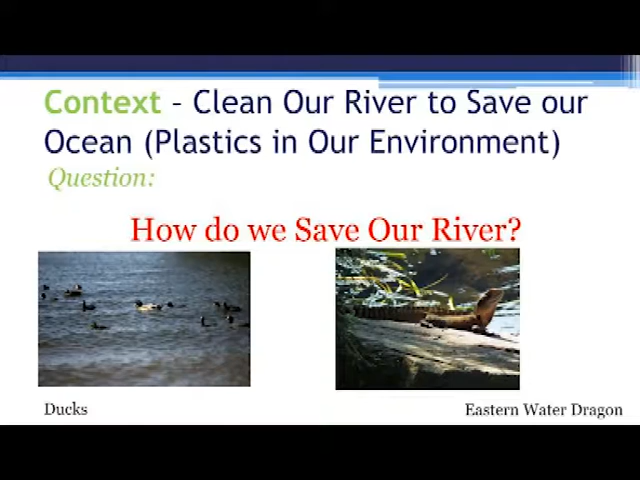 Context – Clean Our River to Save our
Ocean (Plastics in Our Environment)
Question:
How do we Save Our River?
Ducks
Eastern Water Dragon